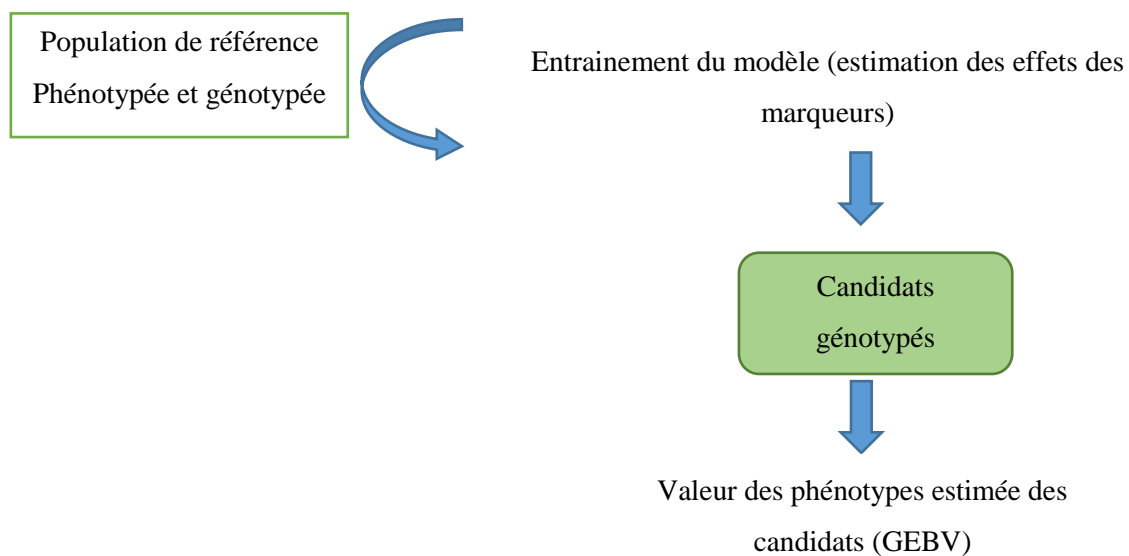 Population de référence
Phénotypée et génotypée
Entrainement du modèle (estimation des effets des
marqueurs)
Candidats
génotypés
Valeur des phénotypes estimée des
candidats (GEBV)